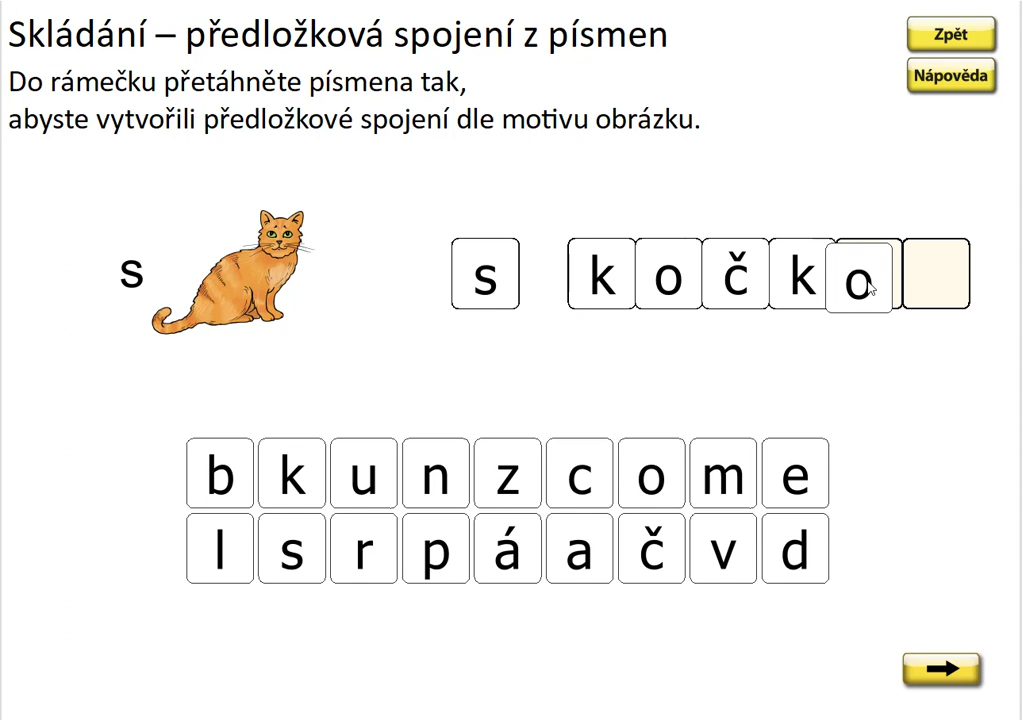 Skládání – předložková spojení z písmen
Zpět
Nápověda
Do rámečku přetáhněte písmena tak,
abyste vytvořili předložkové spojení dle motivu obrázku.
s
s k o č k o
b k u n z c o m e
l s r p á a č v d